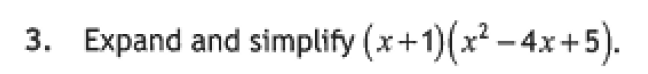 3. Expand and simplify (x+1)(x² − 4x+5).